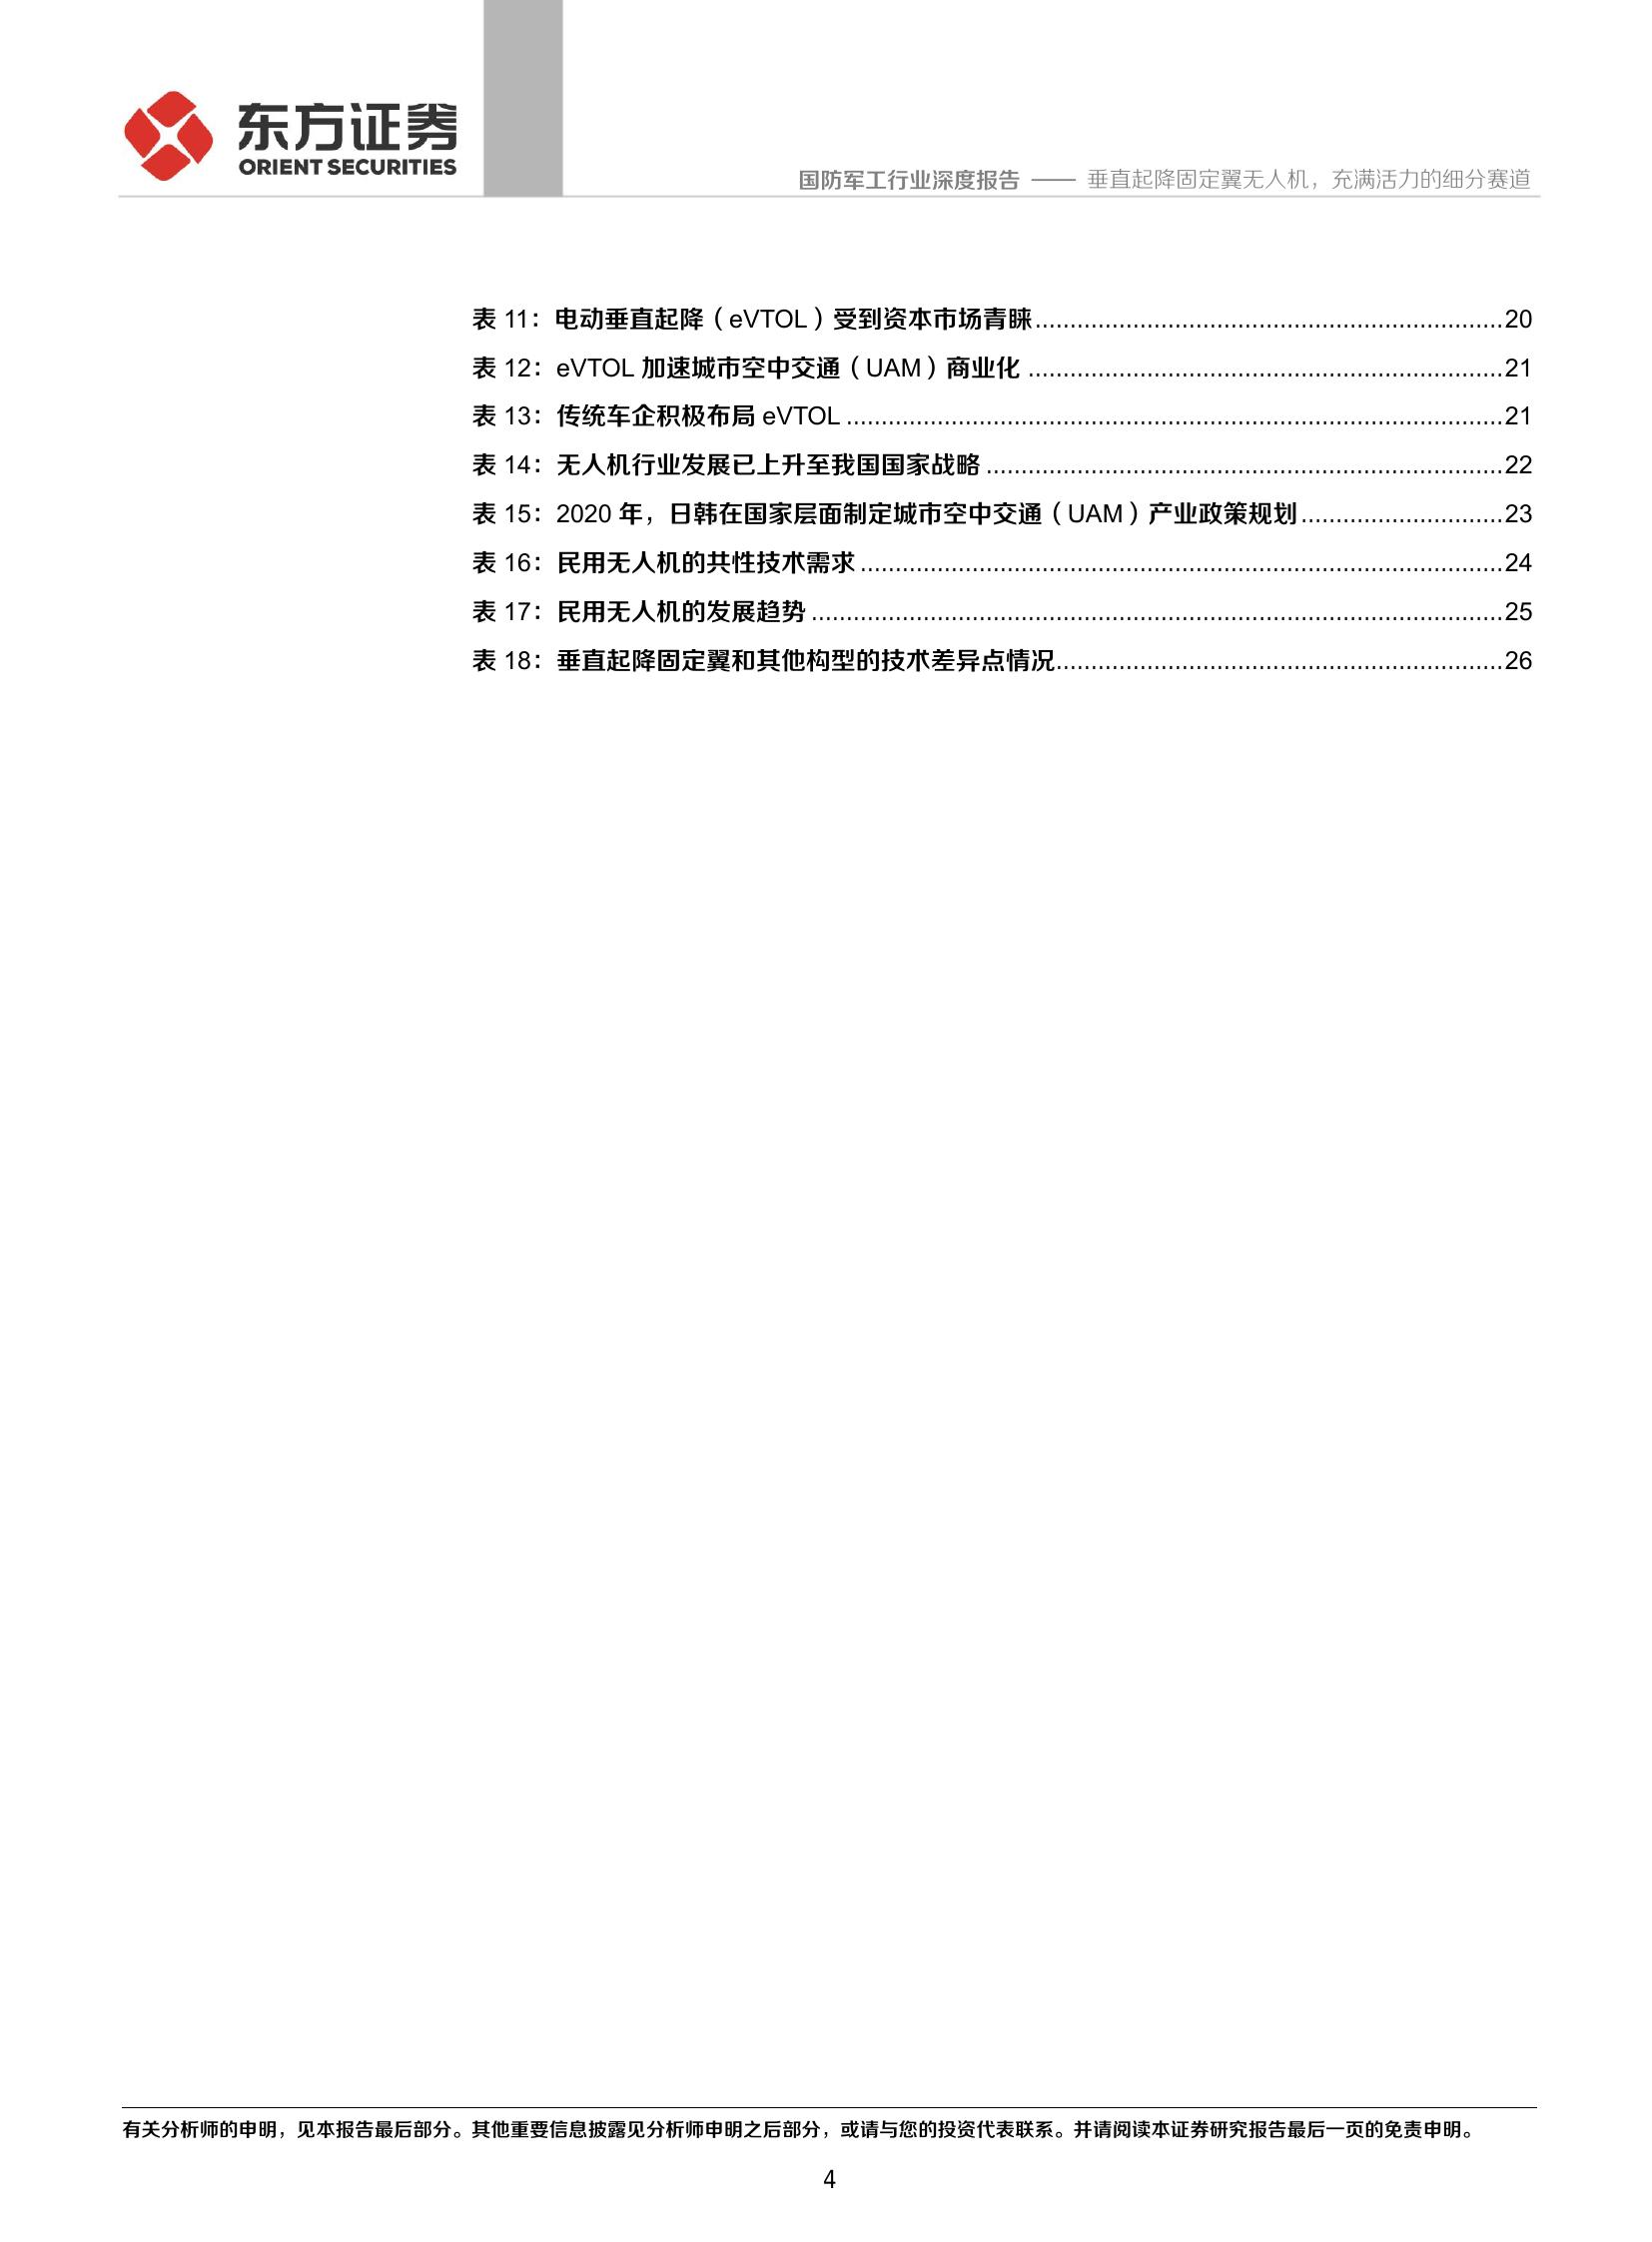 东方证券
ORIENT SECURITIES
国防军工行业深度报告 —— 垂直起降固定翼无人机，充满活力的细分赛道
表 11：电动垂直起降（eVTOL）受到资本市场青睐....................................................................20
表 12：eVTOL 加速城市空中交通（UAM）商业化 ....................................................................21
表 13：传统车企积极布局 eVTOL ..............................................................................................21
表 14：无人机行业发展已上升至我国国家战略 ..........................................................................22
表 15：2020 年，日韩在国家层面制定城市空中交通（UAM）产业政策规划.............................23
表 16：民用无人机的共性技术需求 ............................................................................................24
表 17：民用无人机的发展趋势 ...................................................................................................25
表 18：垂直起降固定翼和其他构型的技术差异点情况................................................................26
有关分析师的申明，见本报告最后部分。其他重要信息披露见分析师申明之后部分，或请与您的投资代表联系。并请阅读本证券研究报告最后一页的免责申明。
4